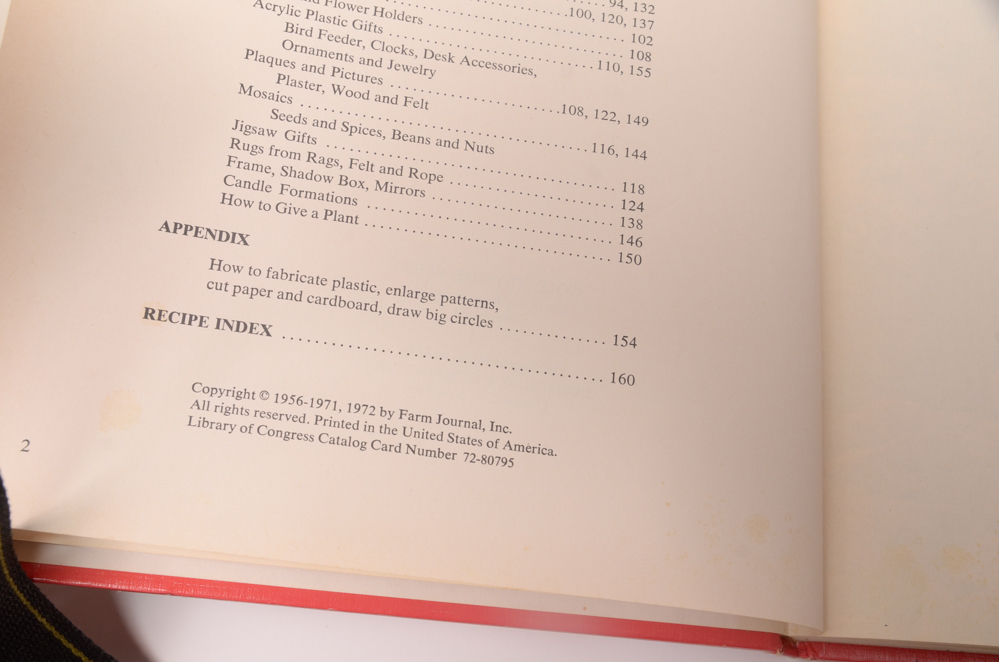 94, 132
100, 120, 137
Flower Holders ........ 102
Acrylic Plastic Gifts ........ 108
Bird Feeder, Clocks, Desk Accessories, ........ 110, 155
Ornaments and Jewelry
Plaques and Pictures ........ 108, 122, 149
Plaster, Wood and Felt
Mosaics ........ 116, 144
Seeds and Spices, Beans and Nuts
Jigsaw Gifts ........ 118
Rugs from Rags, Felt and Rope ........ 124
Frame, Shadow Box, Mirrors ........ 138
Candle Formations ........ 146
How to Give a Plant ........ 150
APPENDIX
How to fabricate plastic, enlarge patterns,
cut paper and cardboard, draw big circles ........ 154
RECIPE INDEX ........ 160
Copyright © 1956-1971, 1972 by Farm Journal, Inc.
All rights reserved. Printed in the United States of America.
Library of Congress Catalog Card Number 72-80795
2